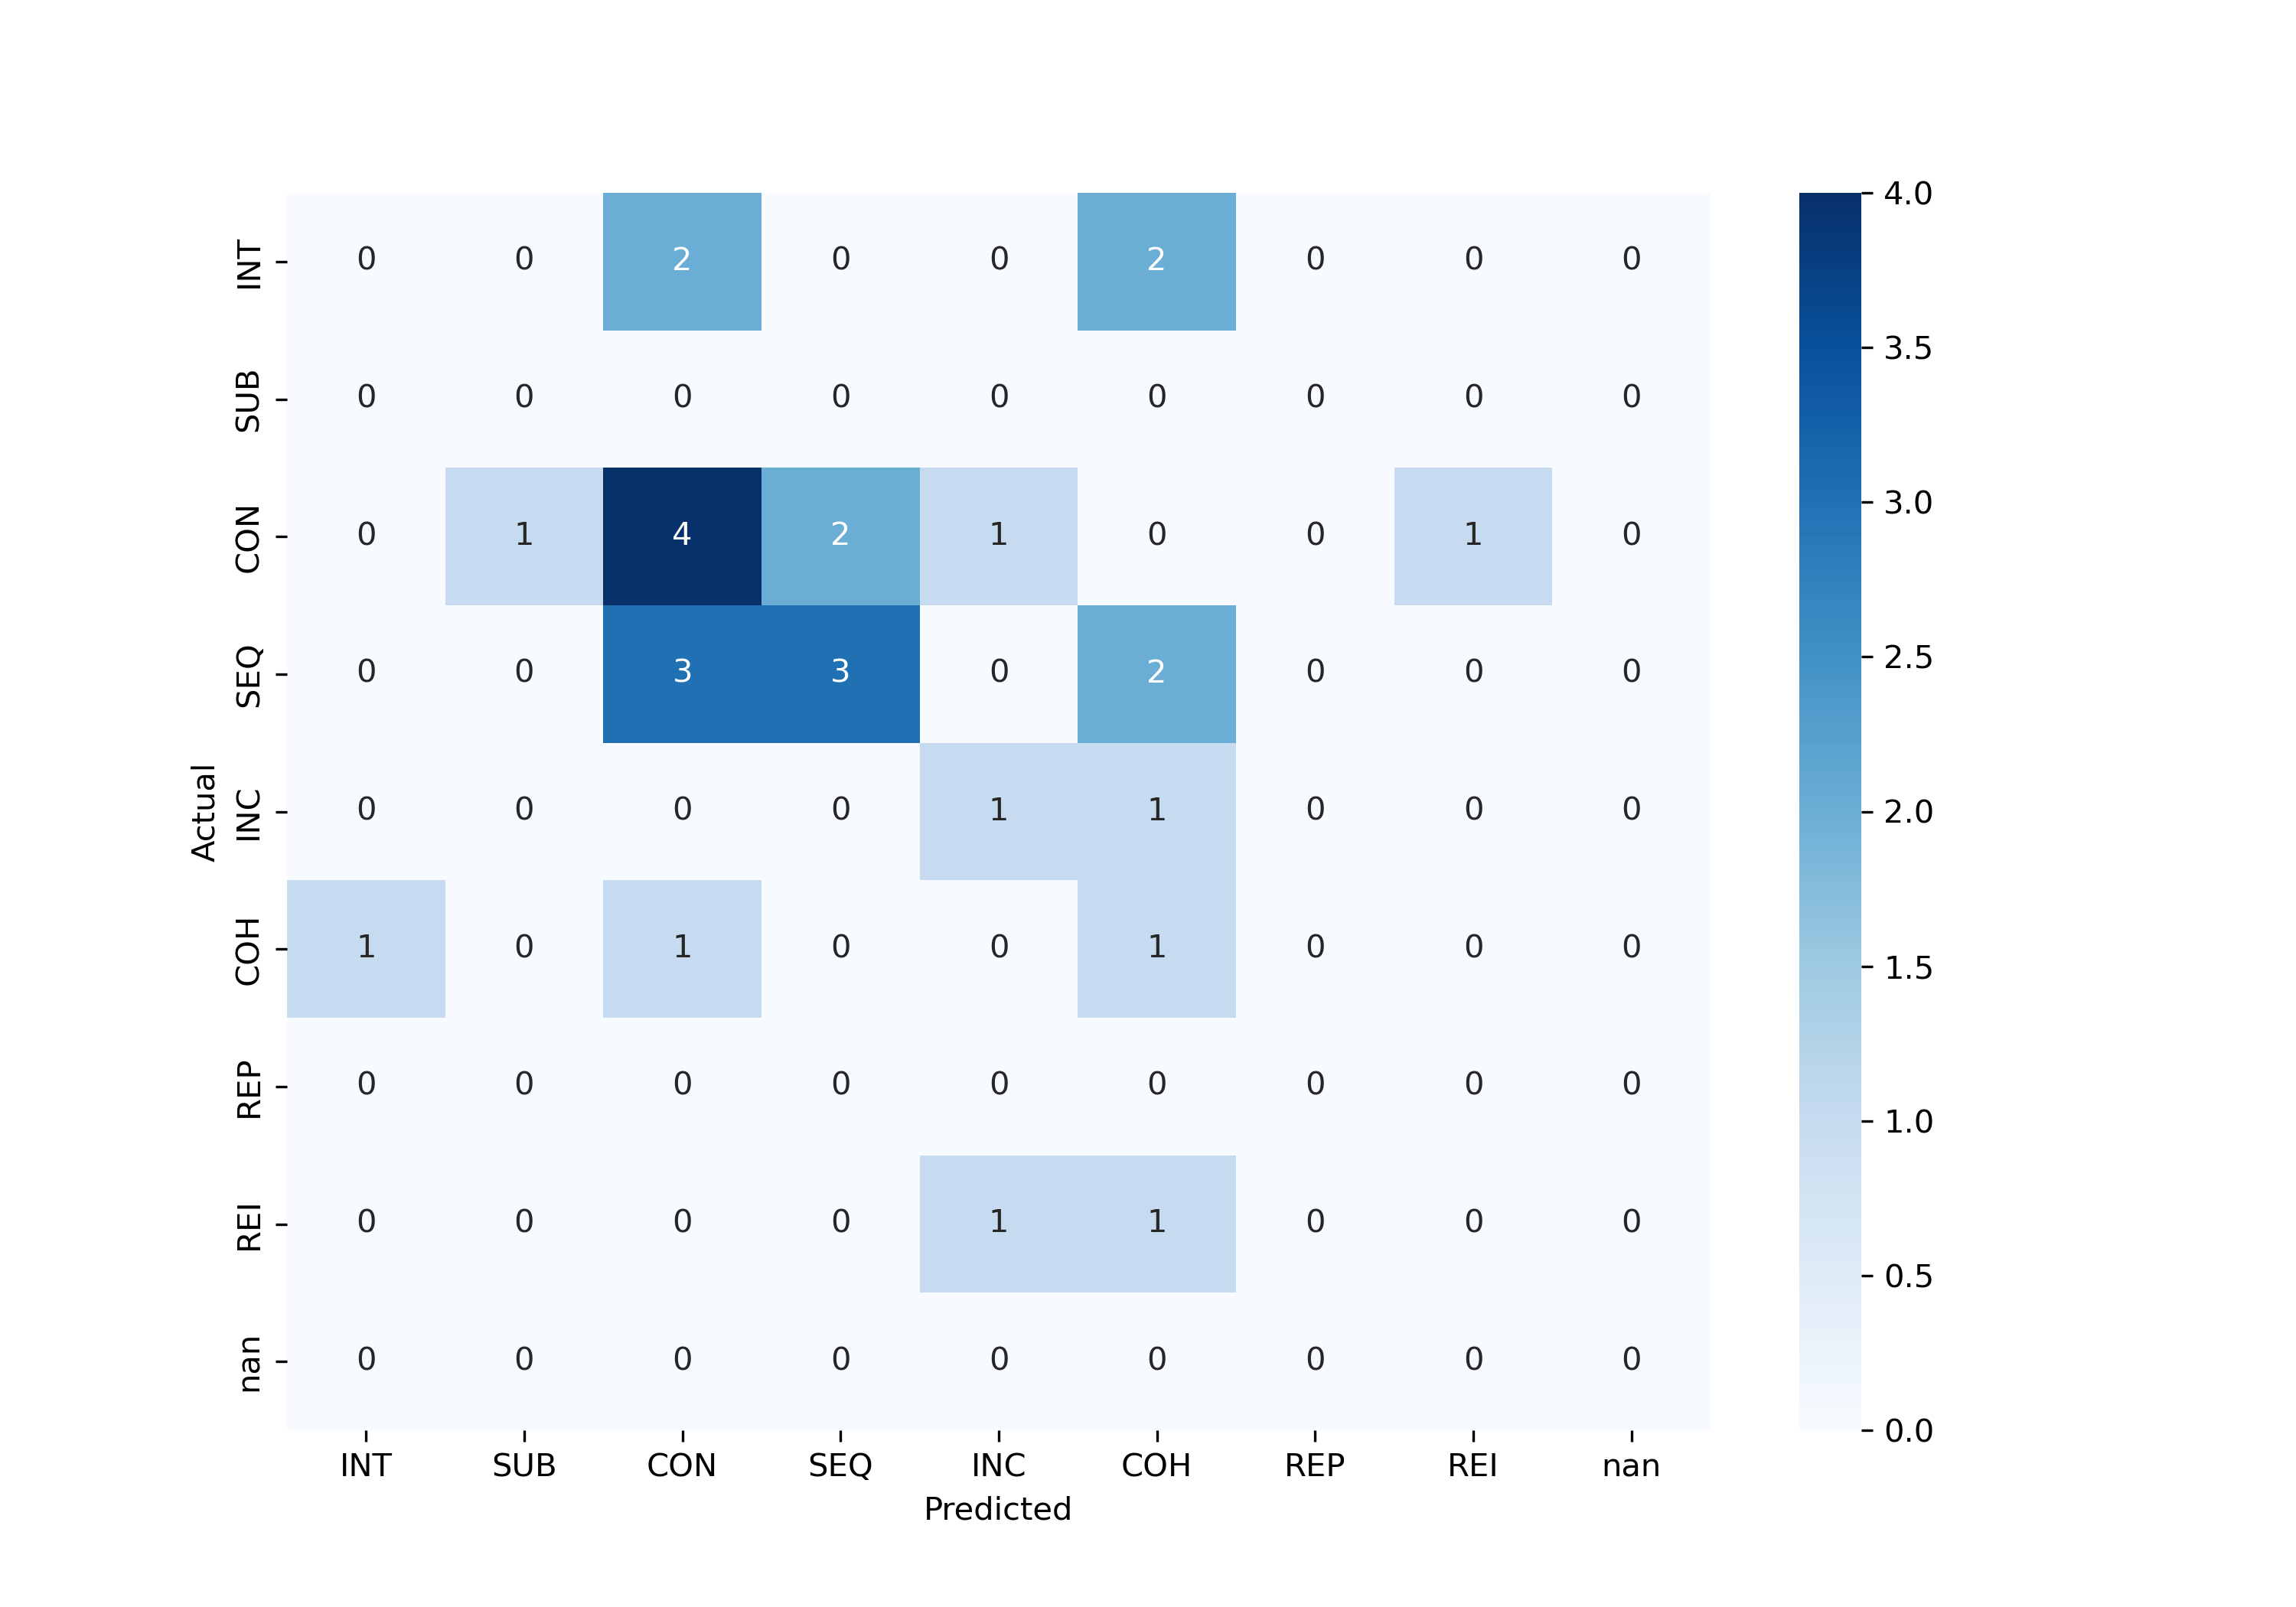 4.0
INT 0 0 2 0 0 2 0 0 0
3.5
SUB 0 0 0 0 0 0 0 0 0
3.0
CON 0 1 4 2 1 0 0 1 0
2.5
SEQ 0 0 3 3 0 2 0 0 0
2.0
Actual
INC 0 0 0 0 1 1 0 0 0
1.5
COH 1 0 1 0 0 1 0 0 0
1.0
REP 0 0 0 0 0 0 0 0 0
REI 0 0 0 0 1 1 0 0 0
0.5
nan 0 0 0 0 0 0 0 0 0
0.0
INT SUB CON SEQ INC COH REP REI nan
Predicted